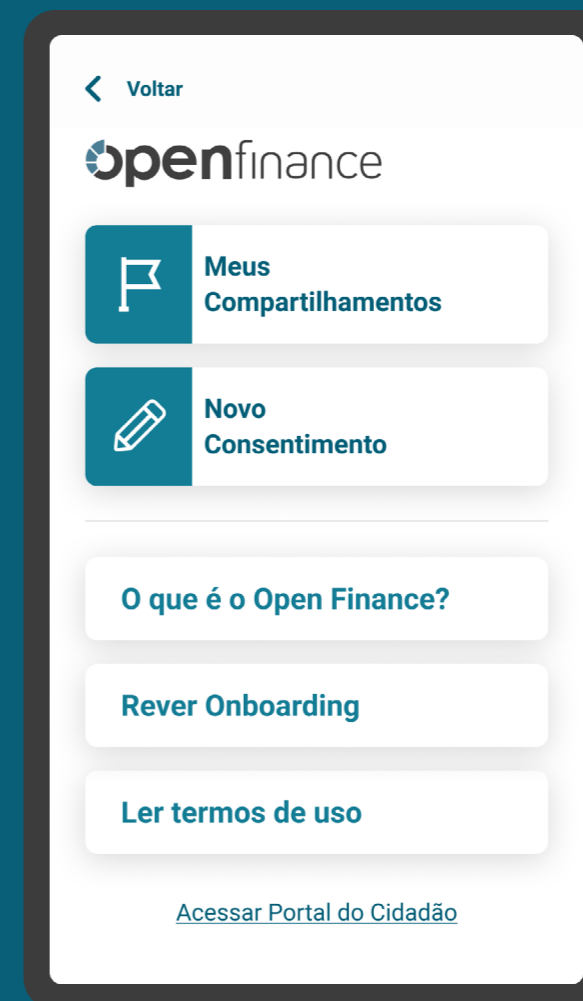 Voltar
openfinance
Meus
Compartilhamentos
Novo
Consentimento
O que é o Open Finance?
Rever Onboarding
Ler termos de uso
Acessar Portal do Cidadão